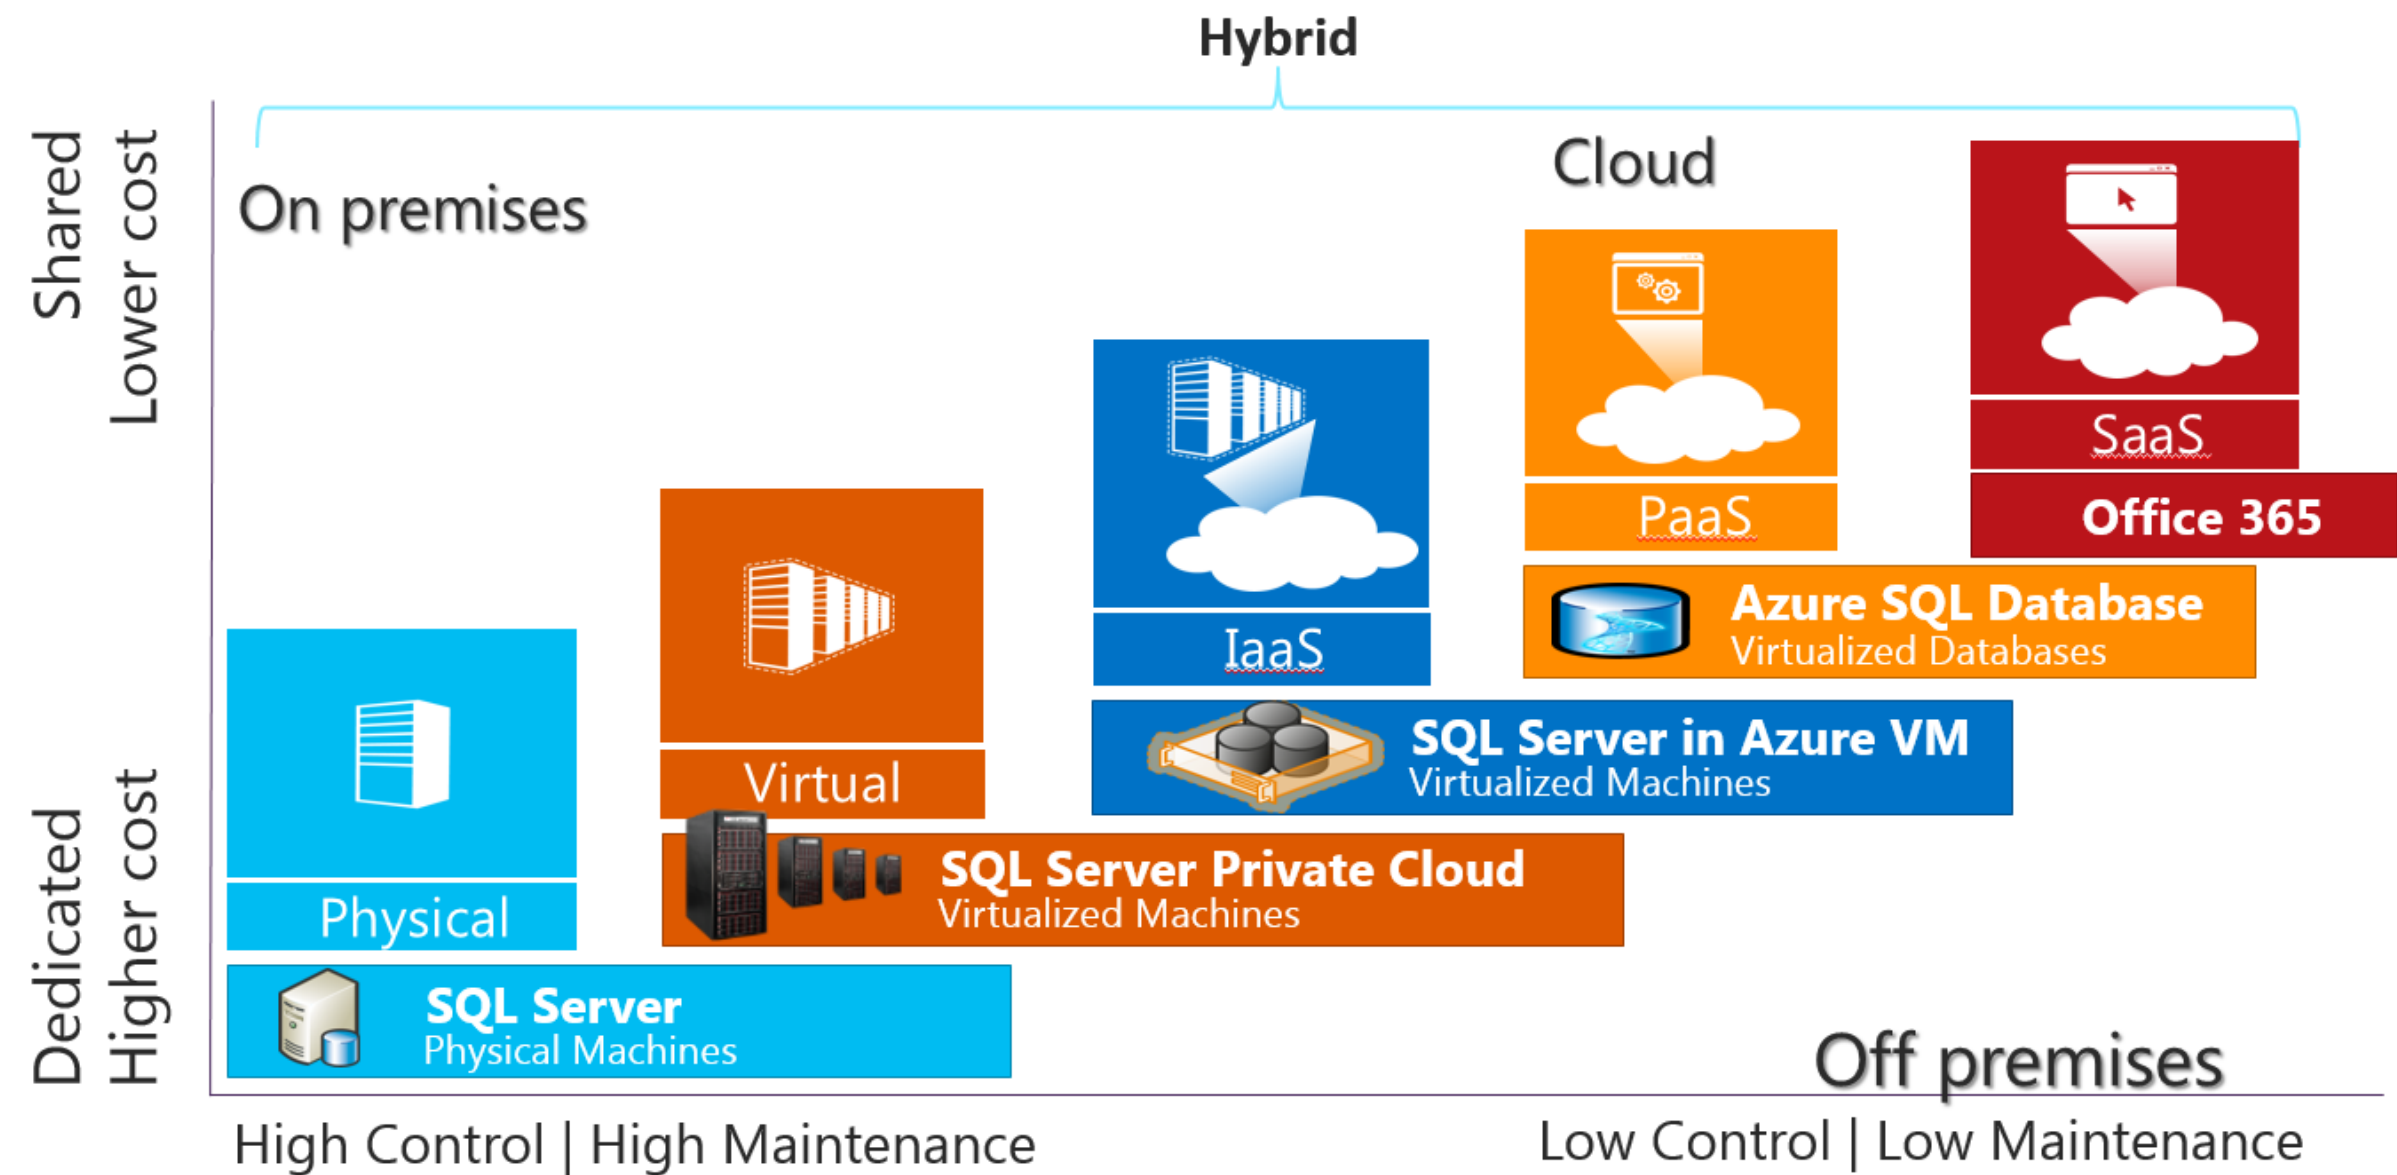 Hybrid
Shared
Lower cost
Dedicated
Higher cost
On premises
Cloud
SaaS
Office 365
PaaS
Azure SQL Database
Virtualized Databases
IaaS
SQL Server in Azure VM
Virtualized Machines
Virtual
SQL Server Private Cloud
Virtualized Machines
Physical
SQL Server
Physical Machines
Off premises
High Control | High Maintenance
Low Control | Low Maintenance